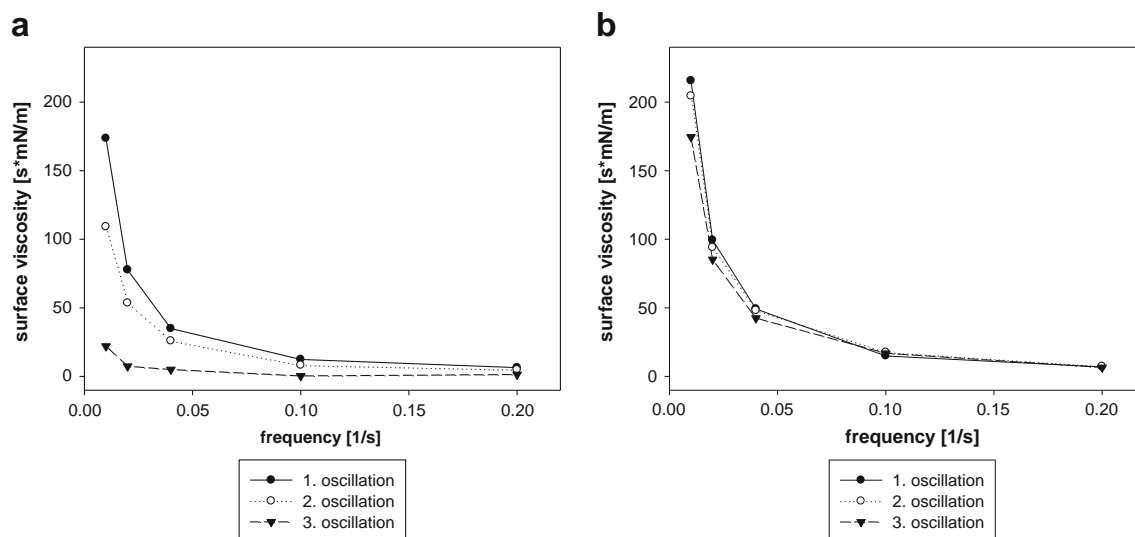 a
surface viscosity [s*mN/m]
200
150
100
50
0
0.00 0.05 0.10 0.15 0.20
frequency [1/s]
1. oscillation
2. oscillation
3. oscillation
b
surface viscosity [s*mN/m]
200
150
100
50
0
0.00 0.05 0.10 0.15 0.20
frequency [1/s]
1. oscillation
2. oscillation
3. oscillation